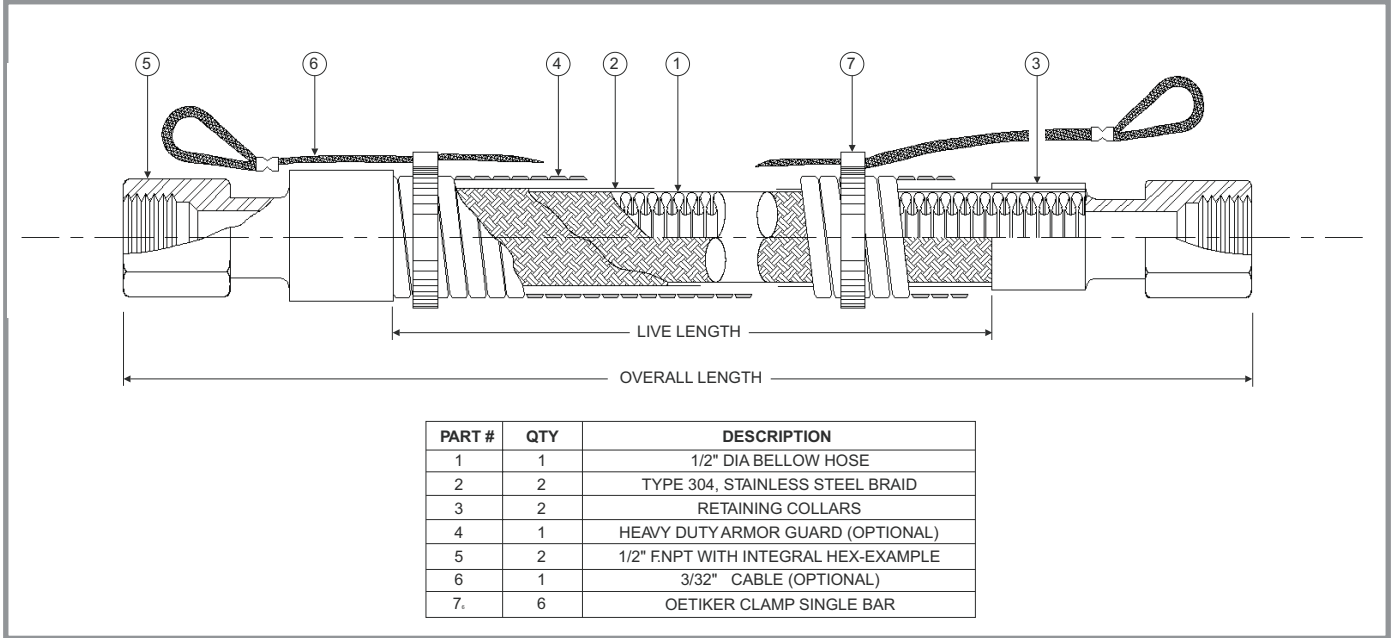 5 6 4 2 1 7 3
LIVE LENGTH
OVERALL LENGTH
PART # QTY DESCRIPTION
1 1 1/2" DIA BELLOW HOSE
2 2 TYPE 304, STAINLESS STEEL BRAID
3 2 RETAINING COLLARS
4 1 HEAVY DUTY ARMOR GUARD (OPTIONAL)
5 2 1/2" F.NPT WITH INTEGRAL HEX-EXAMPLE
6 1 3/32" CABLE (OPTIONAL)
7. 6 OETIKER CLAMP SINGLE BAR